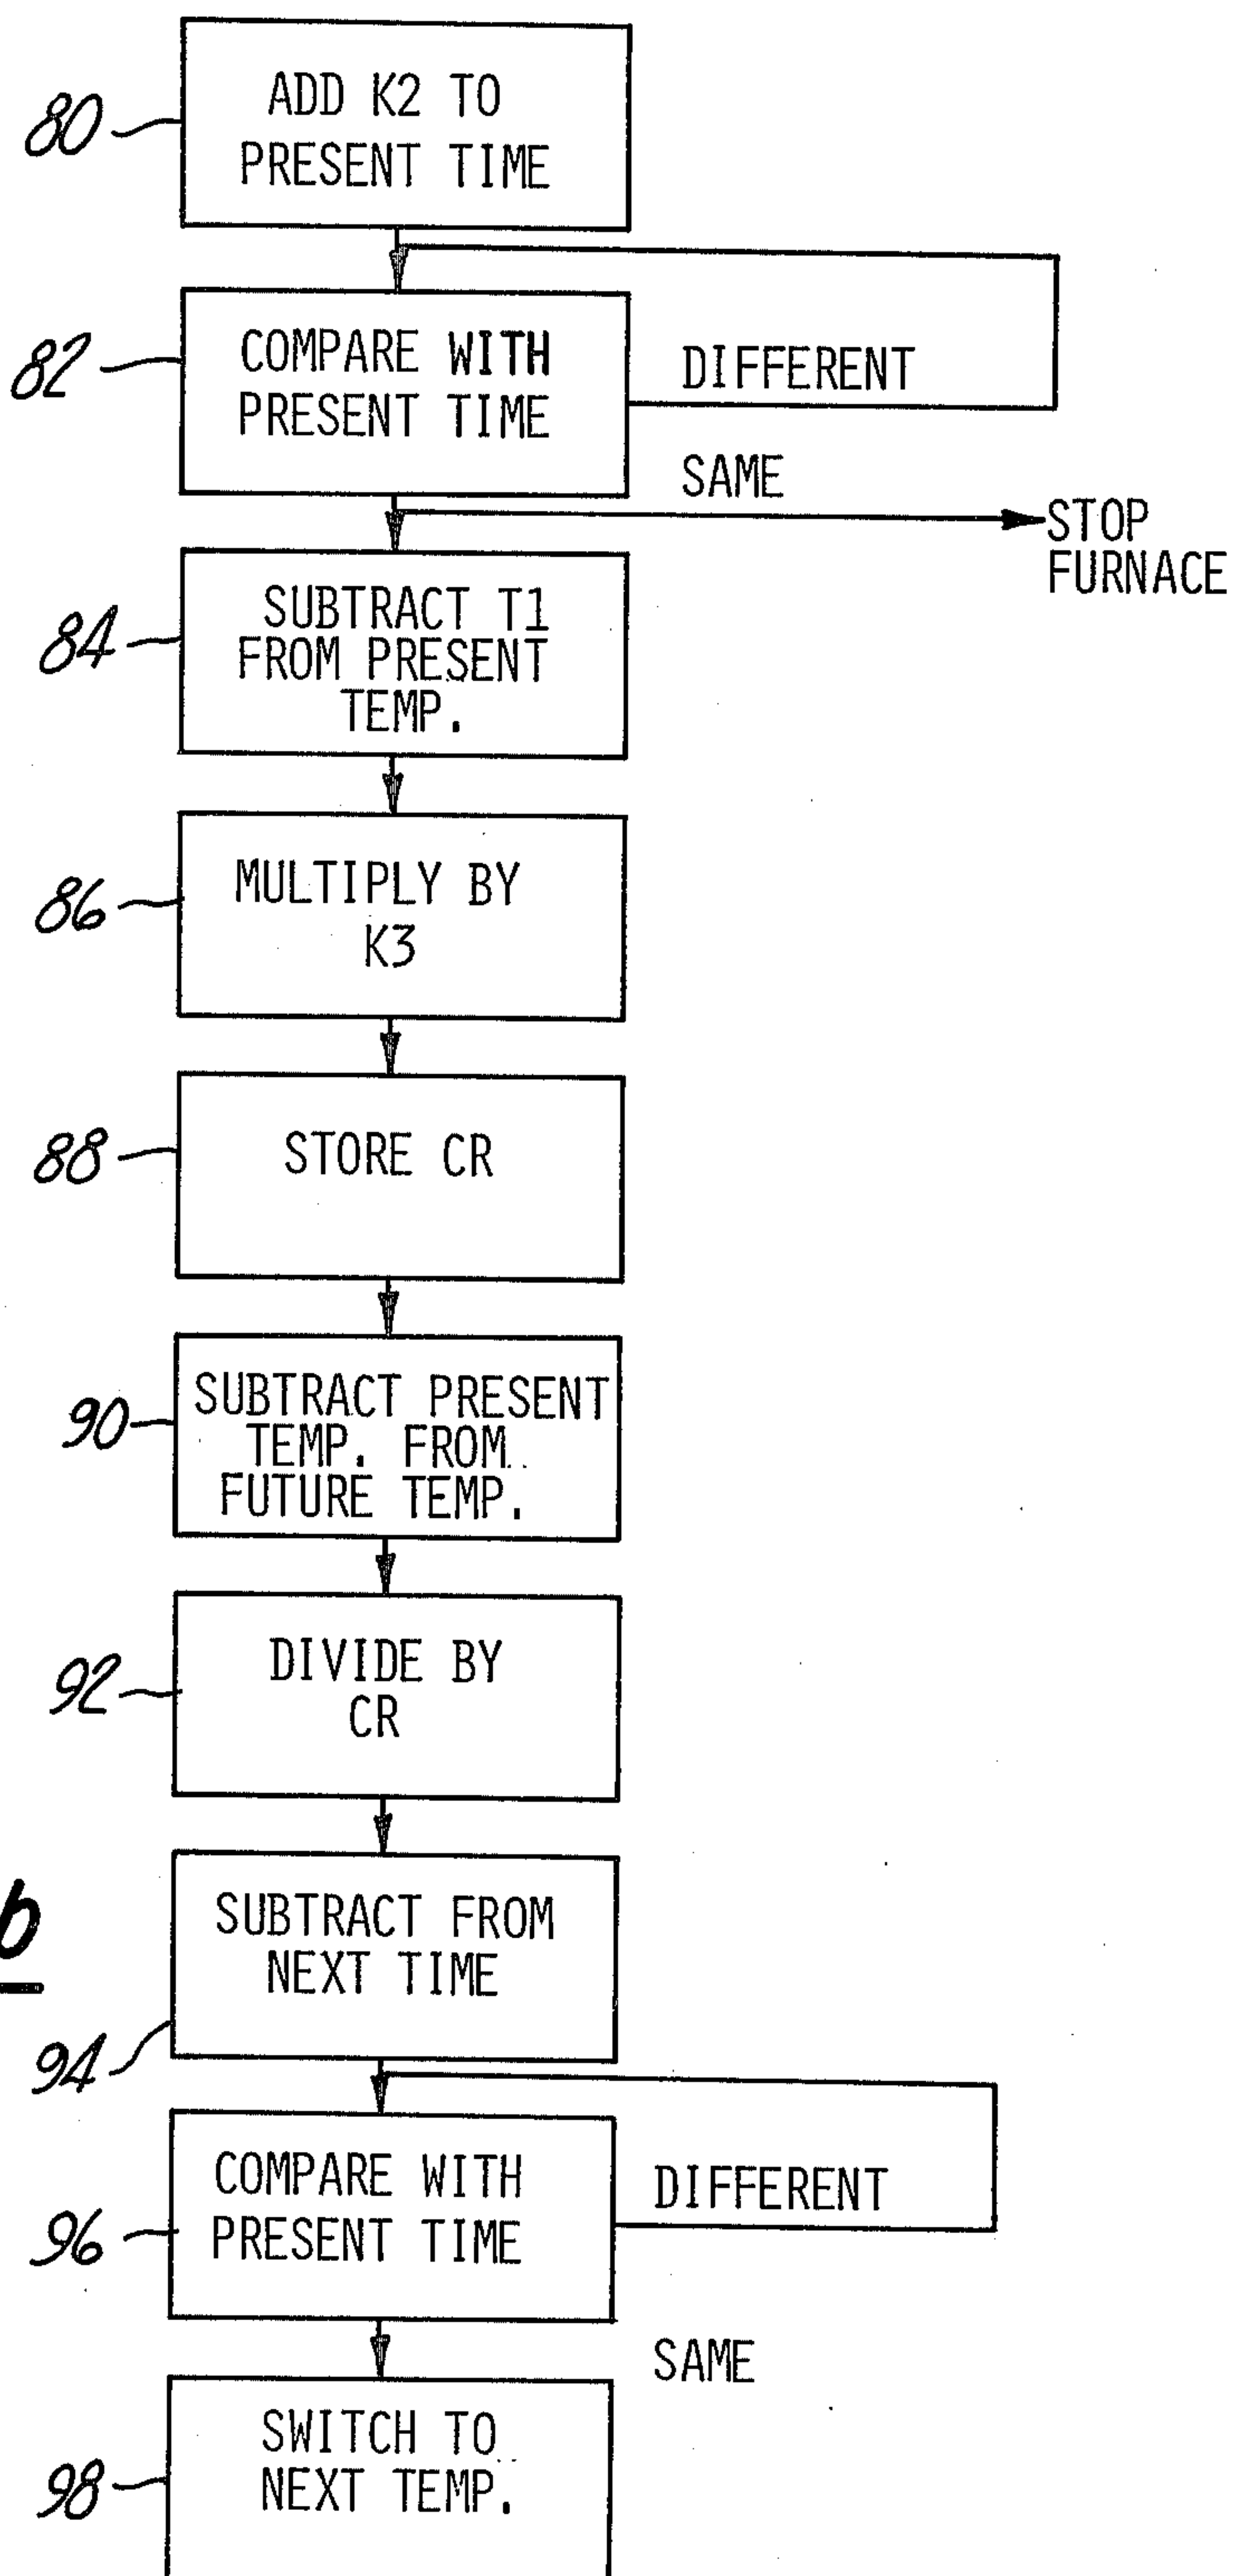 80
ADD K2 TO
PRESENT TIME
82
COMPARE WITH
PRESENT TIME
DIFFERENT
SAME
STOP
FURNACE
84
SUBTRACT T1
FROM PRESENT
TEMP.
86
MULTIPLY BY
K3
88
STORE CR
90
SUBTRACT PRESENT
TEMP. FROM
FUTURE TEMP.
92
DIVIDE BY
CR
b
SUBTRACT FROM
NEXT TIME
94
COMPARE WITH
PRESENT TIME
DIFFERENT
96
SAME
SWITCH TO
NEXT TEMP.
98